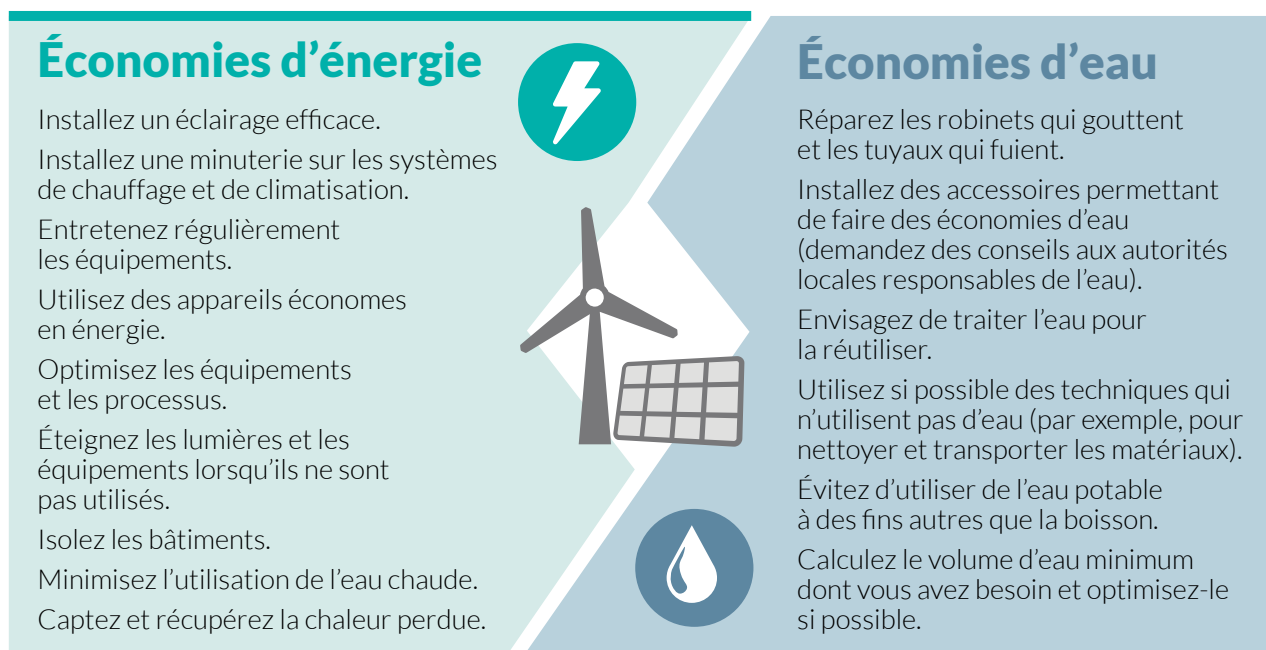 Économies d’énergie
Installez un éclairage efficace.
Installez une minuterie sur les systèmes
de chauffage et de climatisation.
Entretenez régulièrement
les équipements.
Utilisez des appareils économes
en énergie.
Optimisez les équipements
et les processus.
Éteignez les lumières et les
équipements lorsqu’ils ne sont
pas utilisés.
Isolez les bâtiments.
Minimisez l’utilisation de l’eau chaude.
Captez et récupérez la chaleur perdue.
Économies d’eau
Réparez les robinets qui gouttent
et les tuyaux qui fuient.
Installez des accessoires permettant
de faire des économies d’eau
(demandez des conseils aux autorités
locales responsables de l’eau).
Envisagez de traiter l’eau pour
la réutiliser.
Utilisez si possible des techniques qui
n’utilisent pas d’eau (par exemple, pour
nettoyer et transporter les matériaux).
Évitez d’utiliser de l’eau potable
à des fins autres que la boisson.
Calculez le volume d’eau minimum
dont vous avez besoin et optimisez-le
si possible.